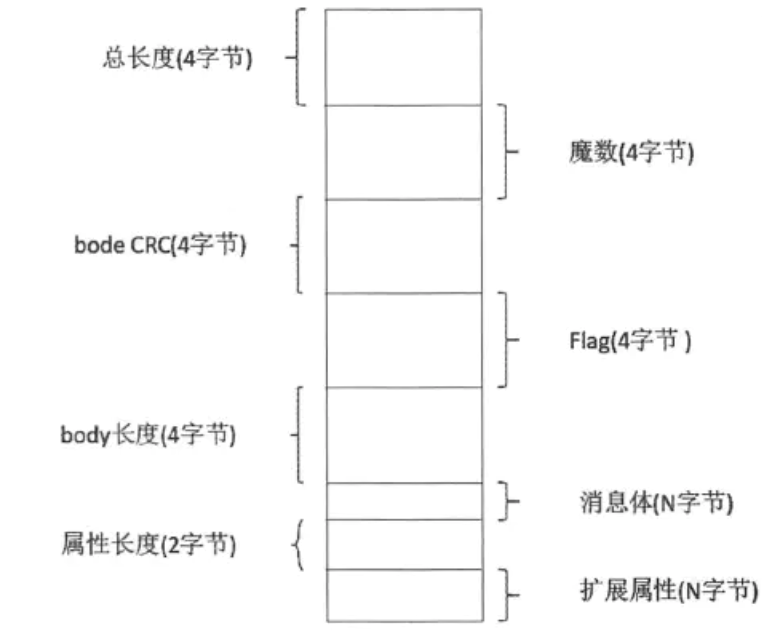 总长度(4字节)
魔数(4字节)
bode CRC(4字节)
Flag(4字节 )
body长度(4字节)
消息体(N字节)
属性长度(2字节)
扩展属性(N字节)